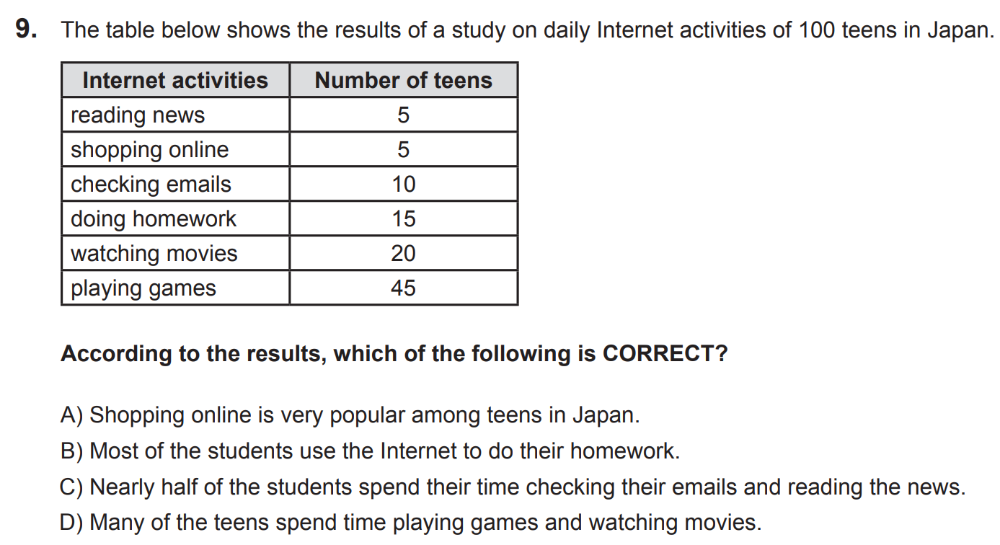 9. The table below shows the results of a study on daily Internet activities of 100 teens in Japan.
Internet activities Number of teens
reading news 5
shopping online 5
checking emails 10
doing homework 15
watching movies 20
playing games 45
According to the results, which of the following is CORRECT?
A) Shopping online is very popular among teens in Japan.
B) Most of the students use the Internet to do their homework.
C) Nearly half of the students spend their time checking their emails and reading the news.
D) Many of the teens spend time playing games and watching movies.